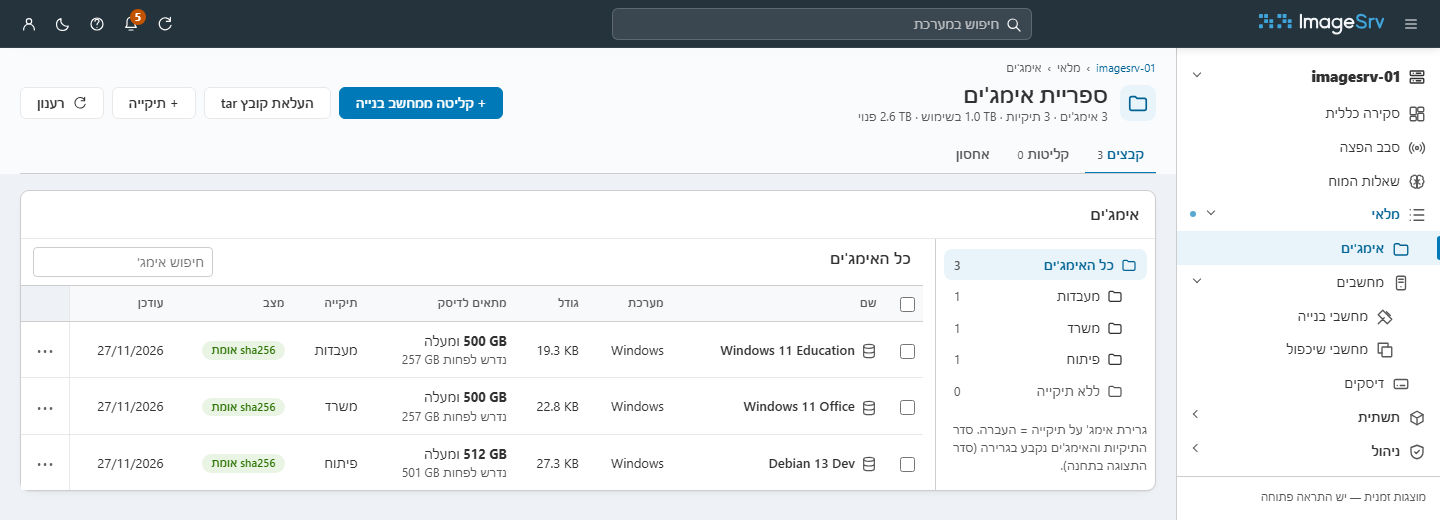 ImageSrv
חיפוש במערכת
5
imagesrv-01
סקירה כללית
סבב הפצה
שאלות המוח
מלאי
אימג'ים
מחשבים
מחשבי בנייה
מחשבי שיכפול
דיסקים
תשתית
ניהול
מוצגות זמנית — יש התראה פתוחה
imagesrv-01 › מלאי › אימג'ים
ספריית אימג'ים
3 אימג'ים · 3 תיקיות · 1.0 TB בשימוש · 2.6 TB פנוי
+ קליטה ממחשב בנייה
העלאת קובץ tar
+ תיקייה
רענון
קבצים 3
קליטות 0
אחסון
אימג'ים
כל האימג'ים 3
מעבדות 1
משרד 1
פיתוח 1
ללא תיקייה 0
גרירת אימג' על תיקייה = העברה. סדר
התיקיות והאימג'ים נקבע בגרירה (סדר
התצוגה בתחנה).
כל האימג'ים
חיפוש אימג'
שם מערכת גודל מתאים לדיסק תיקייה מצב עודכן
Windows 11 Education Windows 19.3 KB 500 GB ומעלה מעבדות sha256 אומת 27/11/2026
נדרש לפחות 257 GB
Windows 11 Office Windows 22.8 KB 500 GB ומעלה משרד sha256 אומת 27/11/2026
נדרש לפחות 257 GB
Debian 13 Dev Windows 27.3 KB 512 GB ומעלה פיתוח sha256 אומת 27/11/2026
נדרש לפחות 501 GB